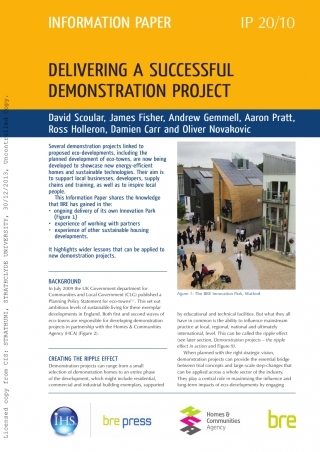 INFORMATION PAPER
IP 20/10
DELIVERING A SUCCESSFUL
DEMONSTRATION PROJECT
David Scoular, James Fisher, Andrew Gemmell, Aaron Pratt,
Ross Holleron, Damien Carr and Oliver Novakovic
Several demonstration projects linked to
proposed eco-developments, including the
planned development of eco-towns, are now being
developed to showcase new energy-efficient
homes and sustainable technologies. Their aim is
to support local businesses, developers, supply
chains and training, as well as to inspire local
people.
This Information Paper shares the knowledge
that BRE has gained in the:
• ongoing delivery of its own Innovation Park
(Figure 1)
• experience of working with partners
• experience of other sustainable housing
developments.
It highlights wider lessons that can be applied to
new demonstration projects.
BACKGROUND
In July 2009 the UK Government department for
Communities and Local Government (CLG) published a
Planning Policy Statement for eco-towns. This set out
ambitious levels of sustainable living for three exemplar
developments in England. Both first and second waves of
eco-towns are responsible for developing demonstration
projects in partnership with the Homes & Communities
Agency (HCA) (Figure 2).
CREATING THE RIPPLE EFFECT
Demonstration projects can range from a small
selection of demonstration homes to an entire phase
of the development, which might include residential,
commercial and industrial building exemplars, supported
Figure 1: The BRE Innovation Park, Watford
by educational and technical facilities. But what they all
have in common is the ability to influence mainstream
practice at local, regional, national and ultimately
international, level. This can be called the ripple effect
(see later section, Demonstration projects – the ripple
effect in action and Figure 9).
When planned with the right strategic vision,
demonstration projects can provide the essential bridge
between trial concepts and large-scale step-changes that
can be applied across a whole sector of the industry.
They play a central role in maximising the influence and
long-term impacts of eco-developments by engaging
IHS
bre press
Homes &
Communities
Agency
bre
Licensed copy from CIS: STRATHUNI, STRATHCLYDE UNIVERSITY, 30/12/2013, Uncontrolled Copy.